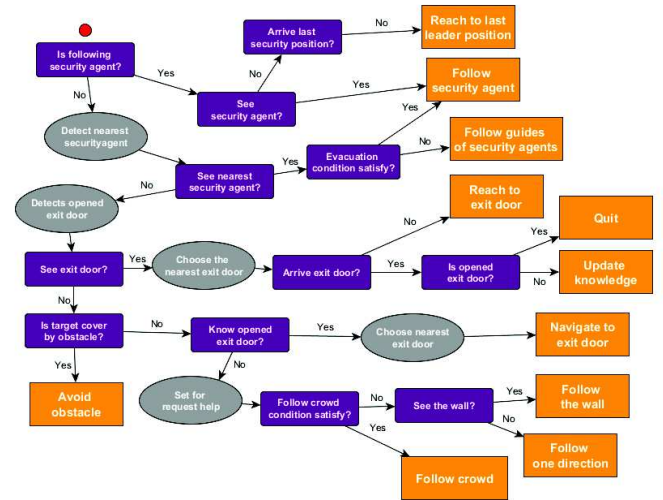 Is following
security agent?
Arrive last
security position?
No
Reach to last
leader position
Yes
No
See
security agent?
Yes
Follow
security agent
No
Detect nearest
securityagent
Yes
Evacuation
condition satisfy?
No
Follow guides
of security agents
See nearest
security agent?
Yes
No
Detects opened
exit door
Reach to
exit door
No
Quit
Yes
See exit door?
Yes
Choose the
nearest exit door
Arrive exit door?
Yes
Is opened
exit door?
No
Update
knowledge
No
Is target cover
by obstacle?
No
Know opened
exit door?
Yes
Choose nearest
exit door
Navigate to
exit door
Yes
Avoid
obstacle
No
Set for
request help
Follow crowd
condition satisfy?
No
See the wall?
Yes
Follow
the wall
No
Follow
one direction
Yes
Follow crowd